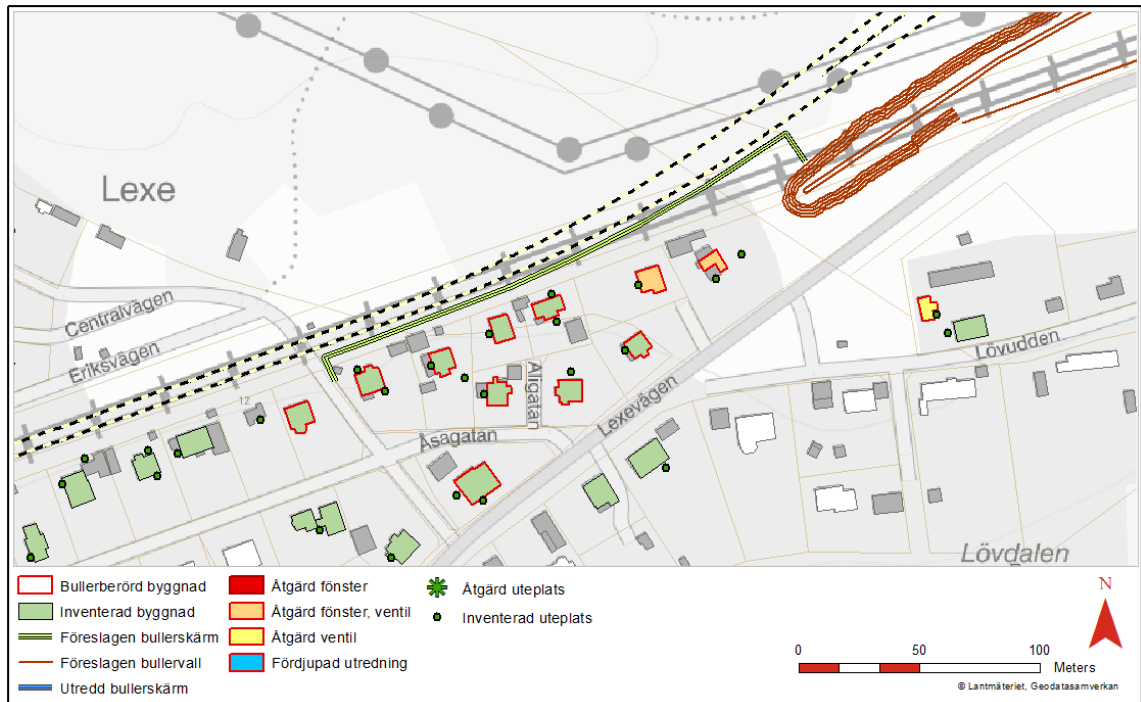 Lexe
Centralvägen
Eriksvägen
12
Åsagatan
Allgatan
Lexevägen
Lövudden
Lövdalen
Bullerberörd byggnad
Inventerad byggnad
Föreslagen bullerskärm
Föreslagen bullervall
Utredd bullerskärm
Åtgärd fönster
Åtgärd fönster, ventil
Åtgärd ventil
Fördjupad utredning
Åtgärd uteplats
Inventerad uteplats
N
0 50 100
Meters
© Lantmäteriet, Geodatasamverkan